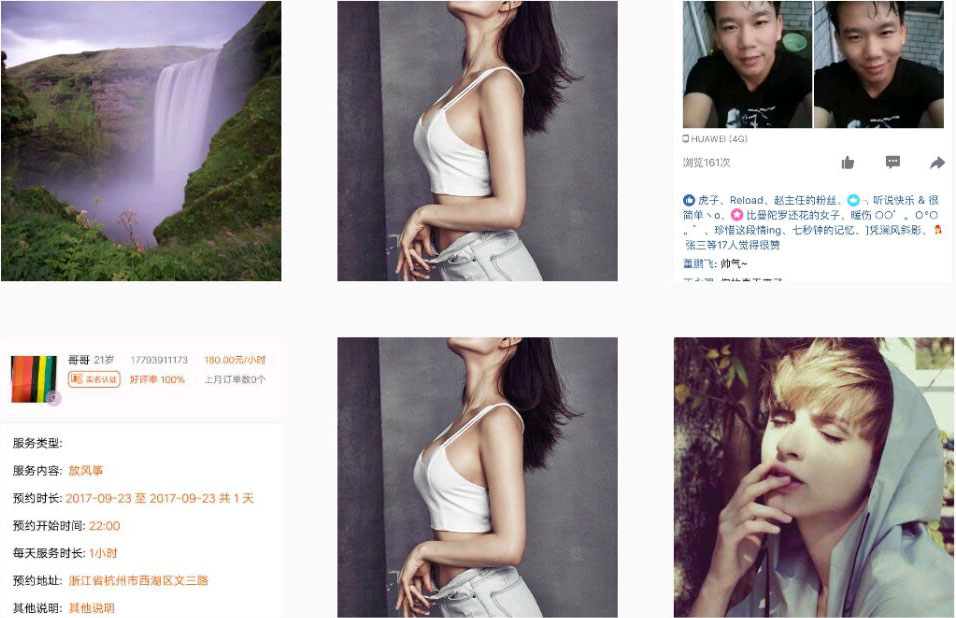 HUAWEI (4G)
浏览161次
虎子、Reload、赵主任的粉丝、╮听说快乐 & 很
简单丶o、比曼陀罗还花的女子、暖伤 ○○゜。○°○
。゜、珍惜这段情ing、七秒钟的记忆、}凭澜风斜影、
张三等17人觉得很赞
董鹏飞: 帅气~
哥哥 21岁 17793911173 180.00元/小时
实名认证 好评率 100% 上月订单数0个
服务类型:
服务内容: 放风筝
预约时长: 2017-09-23 至 2017-09-23 共 1 天
预约开始时间: 22:00
每天服务时长: 1小时
预约地址: 浙江省杭州市西湖区文三路
其他说明: 其他说明